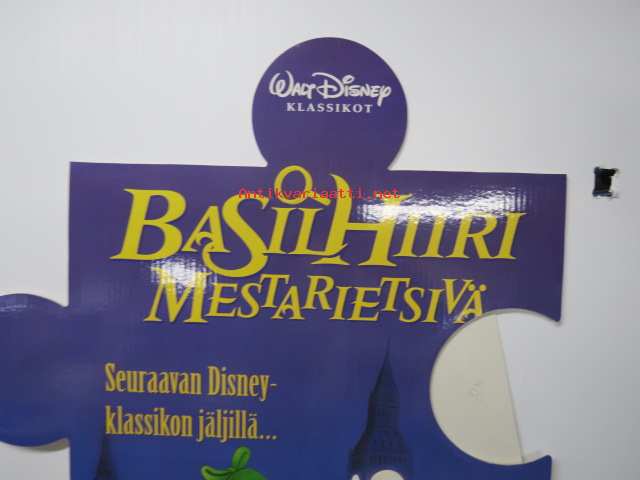 WALT DISNEY
KLASSIKOT
Antikvariaatti.net
BASIL HIIRI
MESTARIETSIVÄ
Seuraavan Disney-
klassikon jäljillä...